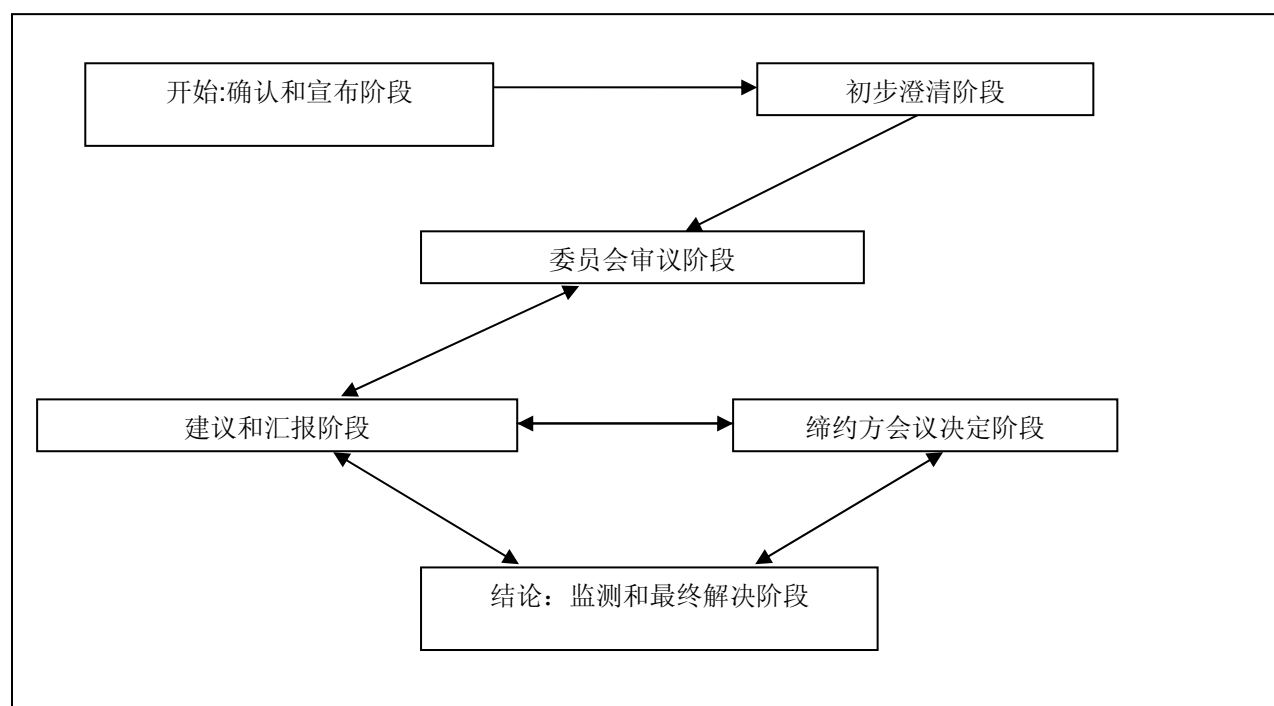 开始:确认和宣布阶段
初步澄清阶段
委员会审议阶段
建议和汇报阶段
缔约方会议决定阶段
结论：监测和最终解决阶段